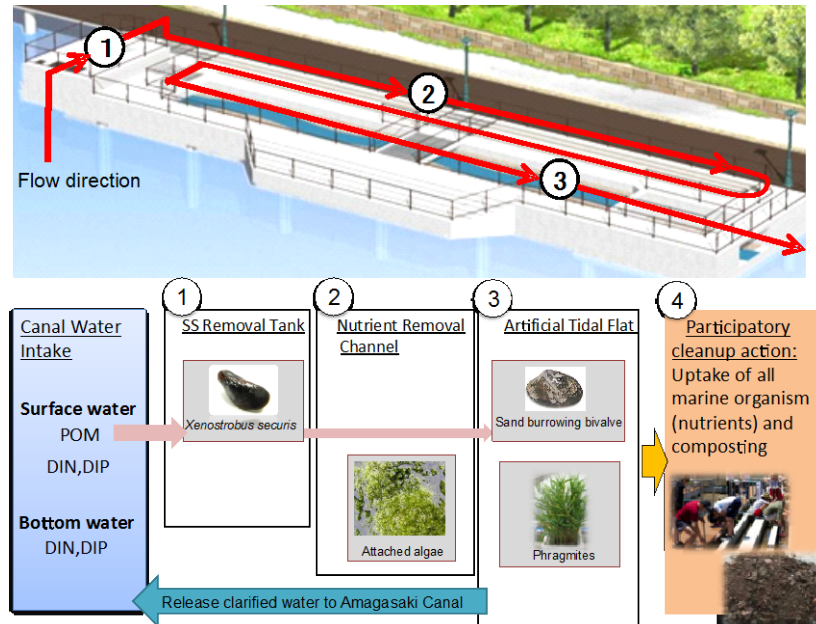 1
2
3
Flow direction
1
2
3
4
Canal Water
Intake
Surface water
POM
DIN,DIP
Bottom water
DIN,DIP
SS Removal Tank
Xenostrobus securis
Nutrient Removal
Channel
Attached algae
Artificial Tidal Flat
Sand burrowing bivalve
Phragmites
Participatory
cleanup action:
Uptake of all
marine organism
(nutrients) and
composting
Release clarified water to Amagasaki Canal